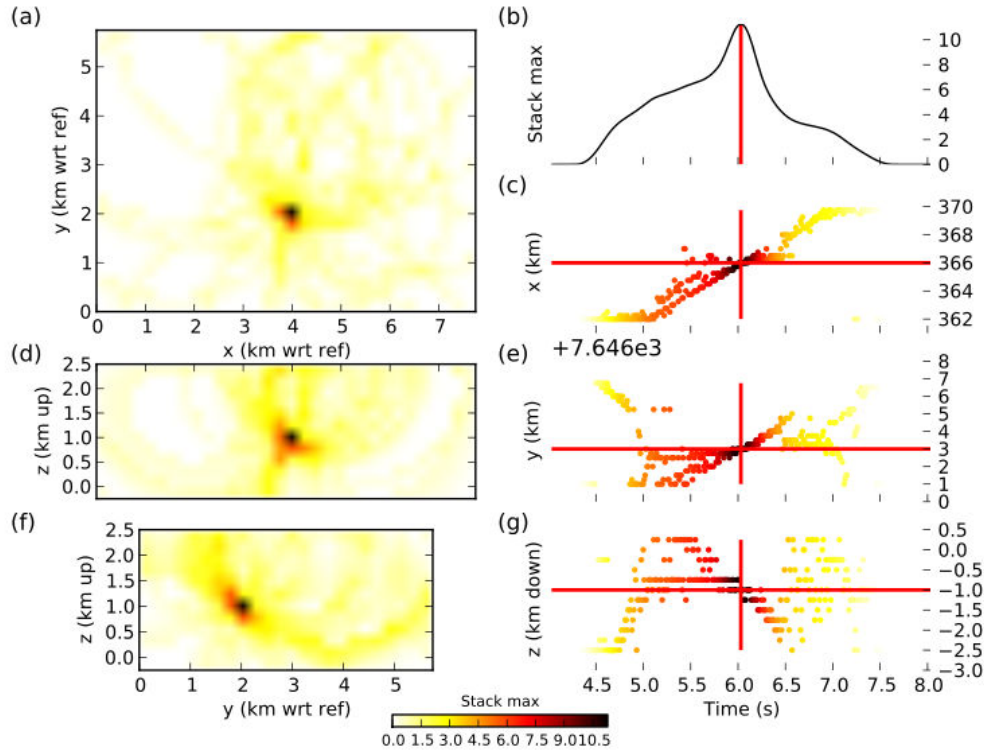 (a)
5
4
3
2
1
0
y (km wrt ref)
0 1 2 3 4 5 6 7
x (km wrt ref)
(b)
Stack max
10
8
6
4
2
0
(c)
x (km)
370
368
366
364
362
(d)
z (km up)
2.5
2.0
1.5
1.0
0.5
0.0
(e)
+7.646e3
y (km)
8
7
6
5
4
3
2
1
0
(f)
z (km up)
2.5
2.0
1.5
1.0
0.5
0.0
0 1 2 3 4 5
y (km wrt ref)
(g)
z (km down)
0.5
0.0
−0.5
−1.0
−1.5
−2.0
−2.5
−3.0
4.5 5.0 5.5 6.0 6.5 7.0 7.5 8.0
Time (s)
Stack max
0.0 1.5 3.0 4.5 6.0 7.5 9.0 10.5